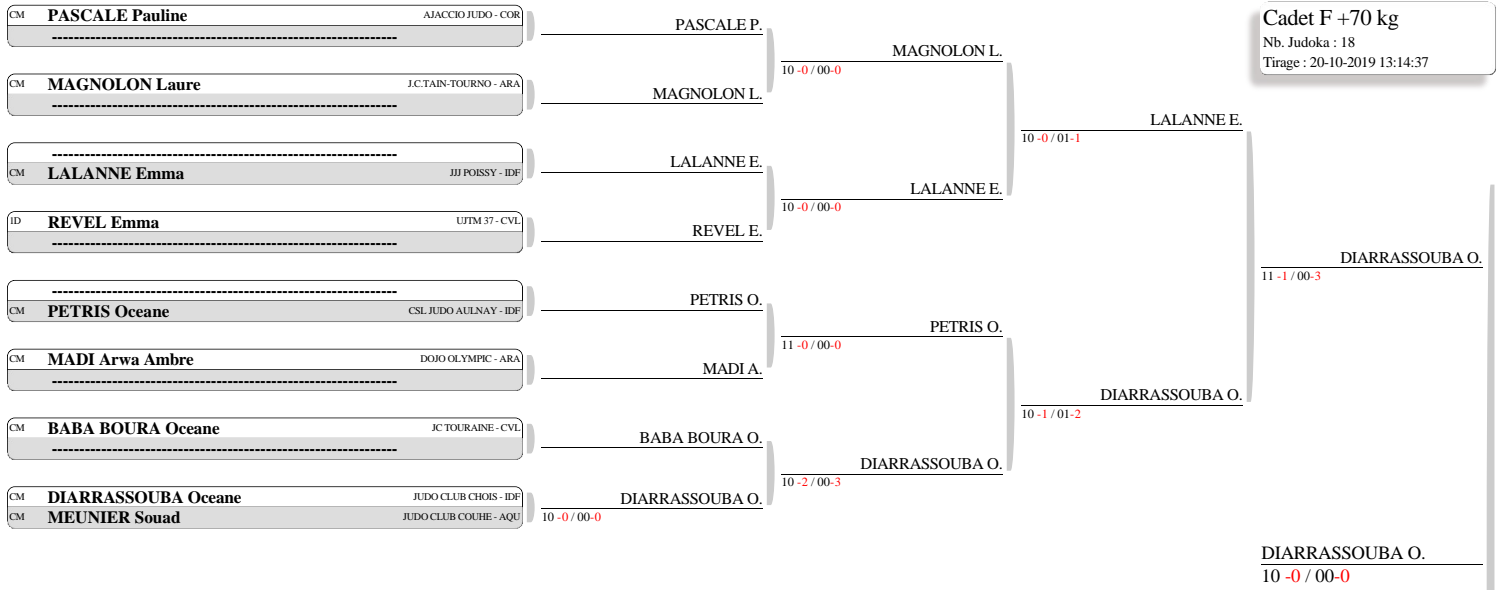 CM PASCALE Pauline AJACCIO JUDO - COR
--------------------------------------------------------------
CM MAGNOLON Laure J.C.TAIN-TOURNO - ARA
--------------------------------------------------------------
--------------------------------------------------------------
CM LALANNE Emma JJJ POISSY - IDF
1D REVEL Emma UJTM 37 - CVL
--------------------------------------------------------------
--------------------------------------------------------------
CM PETRIS Oceane CSL JUDO AULNAY - IDF
CM MADI Arwa Ambre DOJO OLYMPIC - ARA
--------------------------------------------------------------
CM BABA BOURA Oceane JC TOURAINE - CVL
--------------------------------------------------------------
CM DIARRASSOUBA Oceane JUDO CLUB CHOIS - IDF
CM MEUNIER Souad JUDO CLUB COUHE - AQU
PASCALE P.
MAGNOLON L.
LALANNE E.
REVEL E.
PETRIS O.
MADI A.
BABA BOURA O.
DIARRASSOUBA O.
10 -0 / 00-0
MAGNOLON L.
10 -0 / 00-0
LALANNE E.
10 -0 / 00-0
PETRIS O.
11 -0 / 00-0
DIARRASSOUBA O.
10 -2 / 00-3
LALANNE E.
10 -0 / 01-1
DIARRASSOUBA O.
10 -1 / 01-2
Cadet F +70 kg
Nb. Judoka : 18
Tirage : 20-10-2019 13:14:37
DIARRASSOUBA O.
11 -1 / 00-3
DIARRASSOUBA O.
10 -0 / 00-0